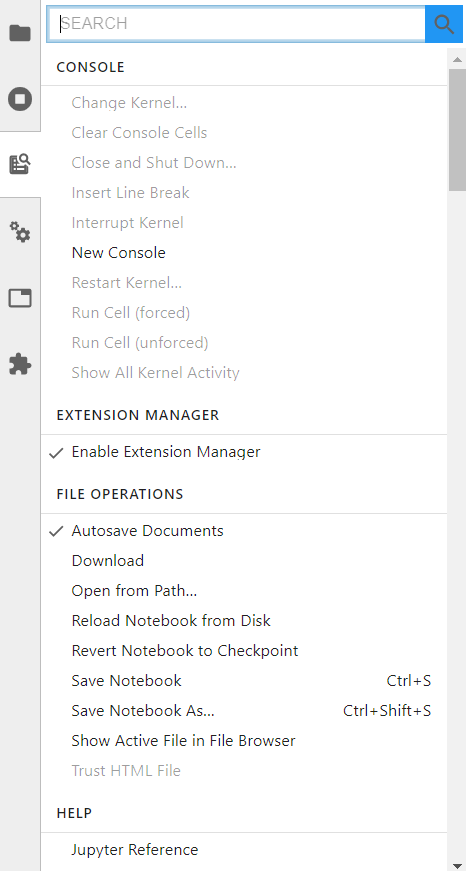 SEARCH
CONSOLE
Change Kernel...
Clear Console Cells
Close and Shut Down...
Insert Line Break
Interrupt Kernel
New Console
Restart Kernel...
Run Cell (forced)
Run Cell (unforced)
Show All Kernel Activity
EXTENSION MANAGER
Enable Extension Manager
FILE OPERATIONS
Autosave Documents
Download
Open from Path...
Reload Notebook from Disk
Revert Notebook to Checkpoint
Save Notebook Ctrl+S
Save Notebook As... Ctrl+Shift+S
Show Active File in File Browser
Trust HTML File
HELP
Jupyter Reference